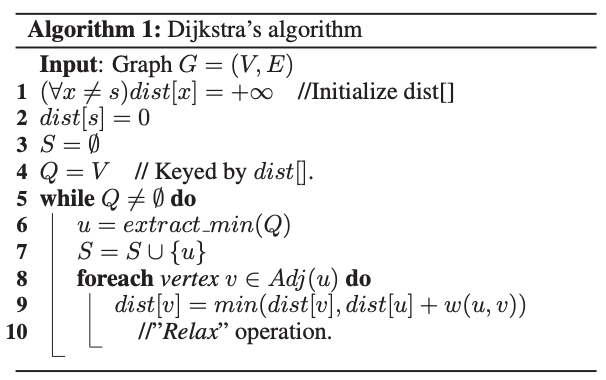 Algorithm 1: Dijkstra's algorithm
Input: Graph G = (V, E)
1 (∀x ≠ s)dist[x] = +∞ //Initialize dist[]
2 dist[s] = 0
3 S = ∅
4 Q = V // Keyed by dist[].
5 while Q ≠ ∅ do
6 u = extract_min(Q)
7 S = S ∪ {u}
8 foreach vertex v ∈ Adj(u) do
9 dist[v] = min(dist[v], dist[u] + w(u, v))
10 //”Relax” operation.